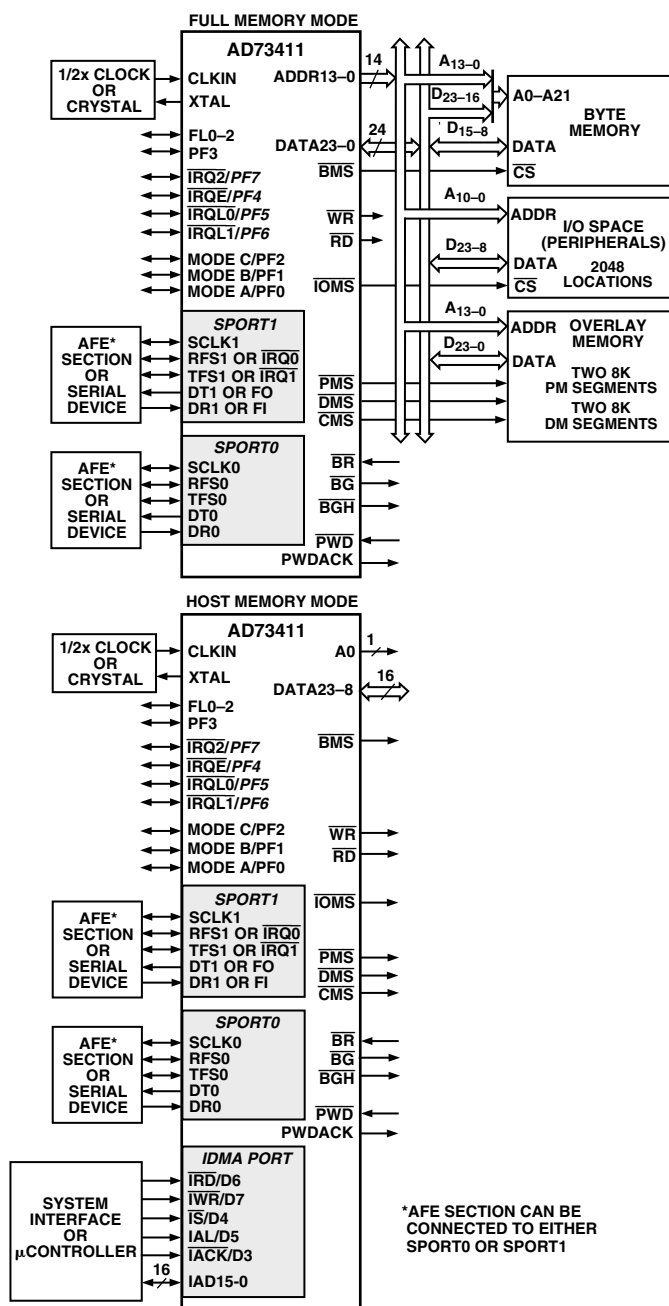 FULL MEMORY MODE
AD73411
1/2x CLOCK
OR
CRYSTAL
CLKIN
XTAL
FL0–2
PF3
IRQ2/PF7
IRQE/PF4
IRQL0/PF5
IRQL1/PF6
MODE C/PF2
MODE B/PF1
MODE A/PF0
AFE*
SECTION
OR
SERIAL
DEVICE
SPORT1
SCLK1
RFS1 OR IRQ0
TFS1 OR IRQ1
DT1 OR FO
DR1 OR FI
AFE*
SECTION
OR
SERIAL
DEVICE
SPORT0
SCLK0
RFS0
TFS0
DT0
DR0
ADDR13–0
14
DATA23–0
24
BMS
WR
RD
IOMS
PMS
DMS
CMS
BR
BG
BGH
PWD
PWDACK
A13–0
D23–16
D15–8
A0–A21
BYTE
MEMORY
DATA
CS
A10–0
D23–8
ADDR
I/O SPACE
(PERIPHERALS)
DATA
2048
LOCATIONS
CS
A13–0
D23–0
ADDR
OVERLAY
MEMORY
DATA
TWO 8K
PM SEGMENTS
TWO 8K
DM SEGMENTS
HOST MEMORY MODE
AD73411
1/2x CLOCK
OR
CRYSTAL
CLKIN
XTAL
FL0–2
PF3
IRQ2/PF7
IRQE/PF4
IRQL0/PF5
IRQL1/PF6
MODE C/PF2
MODE B/PF1
MODE A/PF0
AFE*
SECTION
OR
SERIAL
DEVICE
SPORT1
SCLK1
RFS1 OR IRQ0
TFS1 OR IRQ1
DT1 OR FO
DR1 OR FI
AFE*
SECTION
OR
SERIAL
DEVICE
SPORT0
SCLK0
RFS0
TFS0
DT0
DR0
SYSTEM
INTERFACE
OR
µCONTROLLER
16
IDMA PORT
IRD/D6
IWR/D7
IS/D4
IAL/D5
IACK/D3
IAD15-0
A0
1
DATA23–8
16
BMS
WR
RD
IOMS
PMS
DMS
CMS
BR
BG
BGH
PWD
PWDACK
*AFE SECTION CAN BE
CONNECTED TO EITHER
SPORT0 OR SPORT1